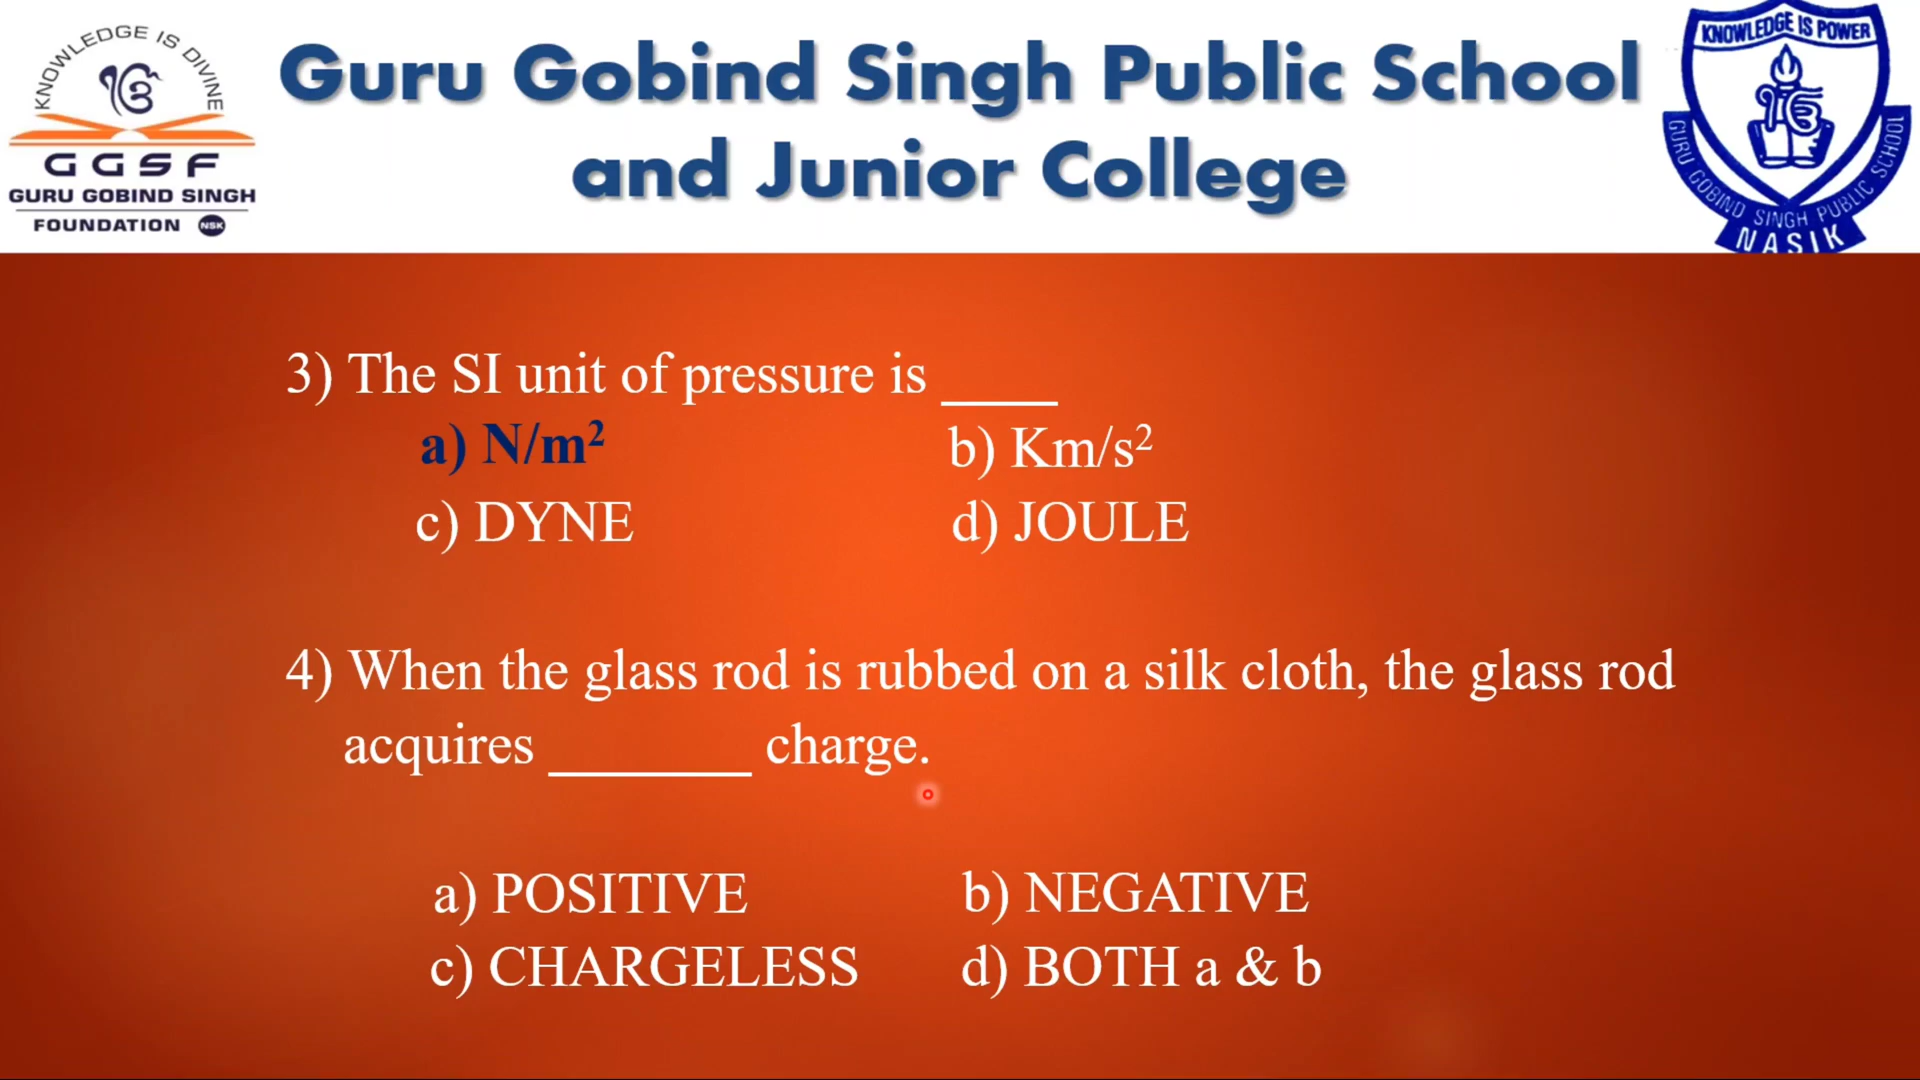 KNOWLEDGE IS DIVINE
GGSF
GURU GOBIND SINGH
FOUNDATION NSK
Guru Gobind Singh Public School
and Junior College
KNOWLEDGE IS POWER
GURU GOBIND SINGH PUBLIC SCHOOL
NASIK
3) The SI unit of pressure is ____
a) N/m²
b) Km/s²
c) DYNE
d) JOULE
4) When the glass rod is rubbed on a silk cloth, the glass rod
acquires _______ charge.
a) POSITIVE
b) NEGATIVE
c) CHARGELESS
d) BOTH a & b